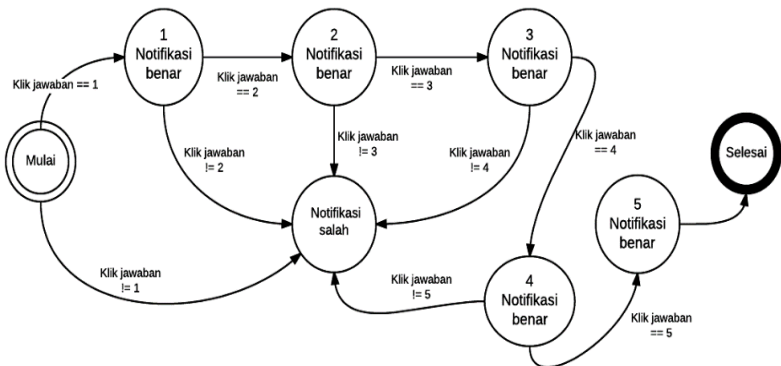 1
Notifikasi
benar
2
Notifikasi
benar
3
Notifikasi
benar
Klik jawaban == 1
Klik jawaban
== 2
Klik jawaban
== 3
Klik jawaban
== 4
Mulai
Klik jawaban
!= 2
Klik jawaban
!= 3
Klik jawaban
!= 4
Selesai
Notifikasi
salah
5
Notifikasi
benar
Klik jawaban
!= 1
Klik jawaban
!= 5
4
Notifikasi
benar
Klik jawaban
== 5